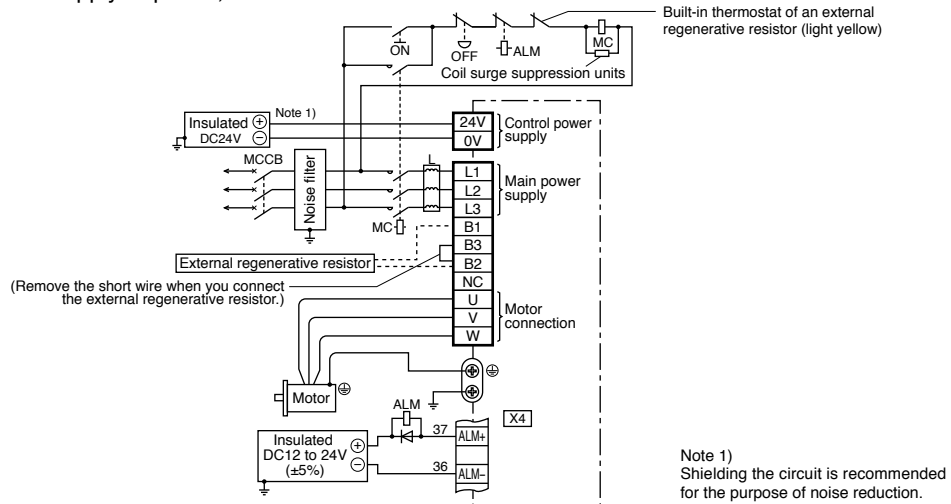 Built-in thermostat of an external
regenerative resistor (light yellow)
ON
OFF
ALM
MC
Coil surge suppression units
Note 1)
Insulated
DC24V
24V
0V
Control power
supply
MCCB
Noise filter
L
MC
L1
L2
L3
B1
B3
B2
NC
U
V
W
Main power
supply
External regenerative resistor
(Remove the short wire when you connect
the external regenerative resistor.)
Motor
connection
Motor
ALM
X4
Insulated
DC12 to 24V
(±5%)
37
ALM+
36
ALM−
Note 1)
Shielding the circuit is recommended
for the purpose of noise reduction.